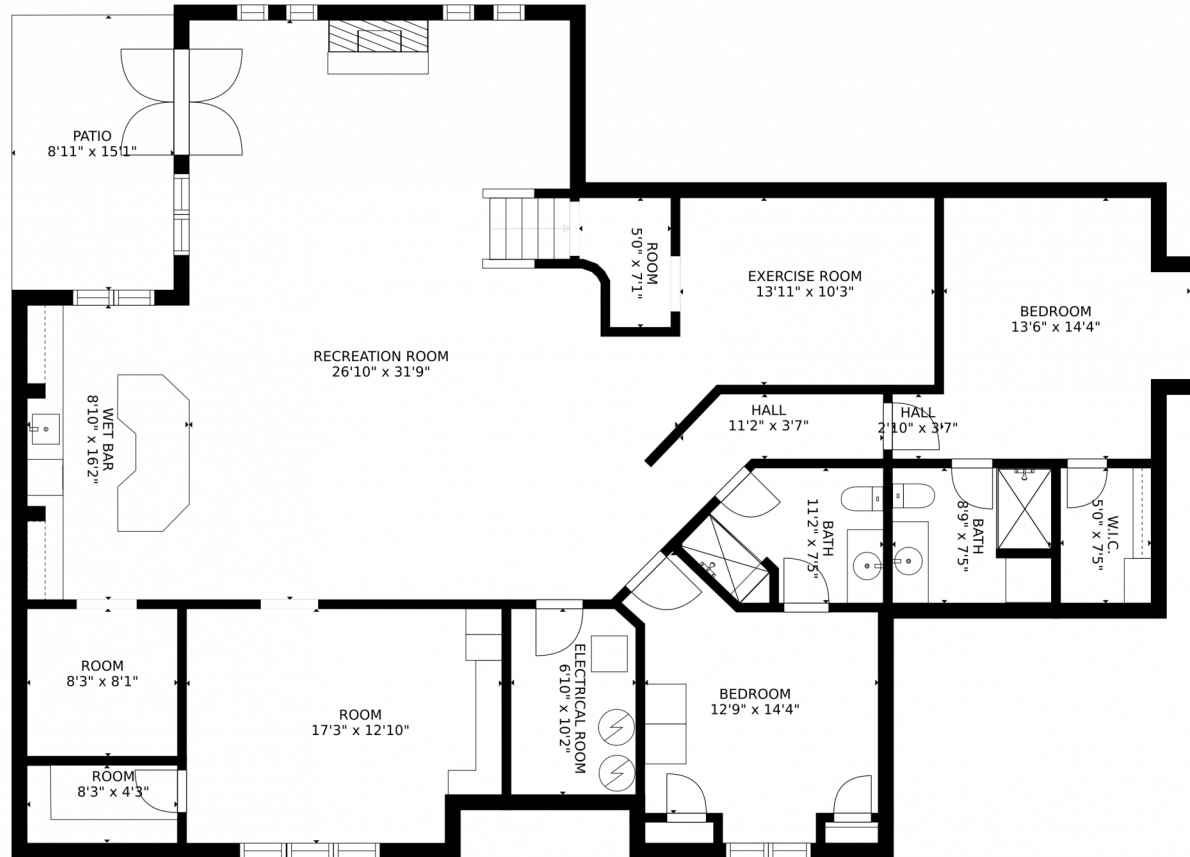 PATIO
8'11" x 15'1"
ROOM
5'0" x 7'1"
EXERCISE ROOM
13'11" x 10'3"
BEDROOM
13'6" x 14'4"
RECREATION ROOM
26'10" x 31'9"
WET BAR
8'10" x 16'2"
HALL
11'2" x 3'7"
HALL
2'10" x 3'7"
BATH
11'2" x 7'5"
BATH
8'9" x 7'5"
W.I.C.
5'0" x 7'5"
ROOM
8'3" x 8'1"
ROOM
17'3" x 12'10"
ELECTRICAL ROOM
6'10" x 10'2"
BEDROOM
12'9" x 14'4"
ROOM
8'3" x 4'3"